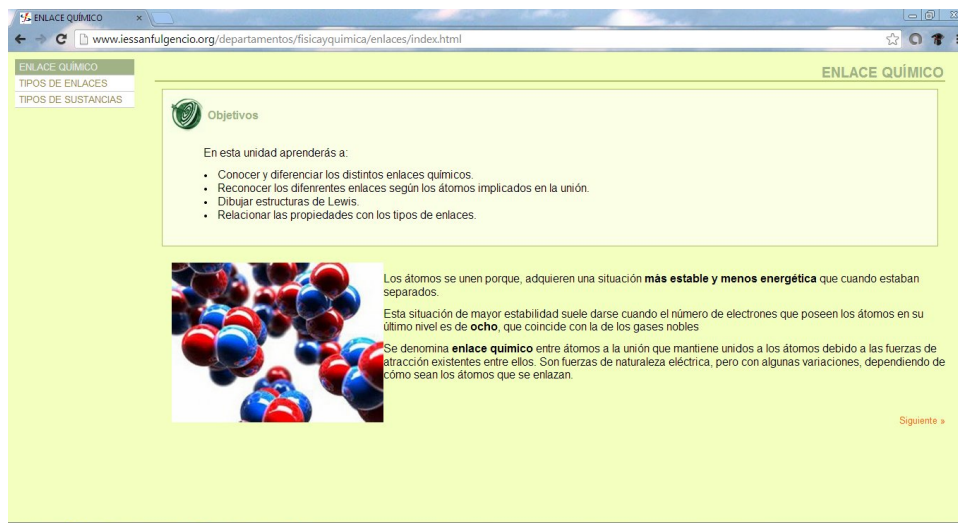 ENLACE QUÍMICO
www.iessanfulgencio.org/departamentos/fisicayquimica/enlaces/index.html
ENLACE QUÍMICO
TIPOS DE ENLACES
TIPOS DE SUSTANCIAS
ENLACE QUÍMICO
Objetivos
En esta unidad aprenderás a:
• Conocer y diferenciar los distintos enlaces químicos.
• Reconocer los difenrentes enlaces según los átomos implicados en la unión.
• Dibujar estructuras de Lewis.
• Relacionar las propiedades con los tipos de enlaces.
Los átomos se unen porque, adquieren una situación más estable y menos energética que cuando estaban
separados.
Esta situación de mayor estabilidad suele darse cuando el número de electrones que poseen los átomos en su
último nivel es de ocho, que coincide con la de los gases nobles
Se denomina enlace químico entre átomos a la unión que mantiene unidos a los átomos debido a las fuerzas de
atracción existentes entre ellos. Son fuerzas de naturaleza eléctrica, pero con algunas variaciones, dependiendo de
cómo sean los átomos que se enlazan.
Siguiente »